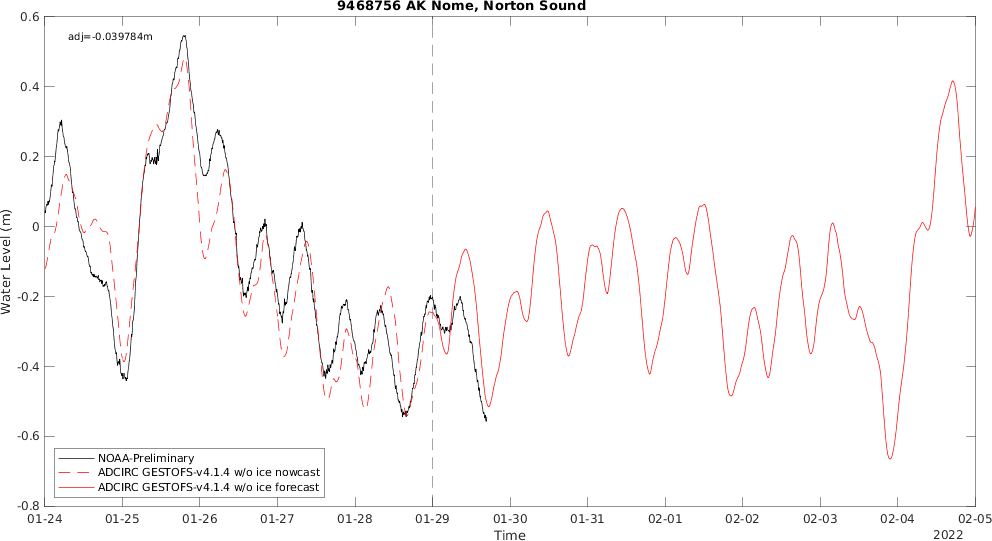 9468756 AK Nome, Norton Sound
adj=-0.039784m
0.6
0.4
0.2
0
-0.2
-0.4
-0.6
-0.8
Water Level (m)
NOAA-Preliminary
ADCIRC GESTOFS-v4.1.4 w/o ice nowcast
ADCIRC GESTOFS-v4.1.4 w/o ice forecast
01-24 01-25 01-26 01-27 01-28 01-29 01-30 01-31 02-01 02-02 02-03 02-04 02-05
Time
2022